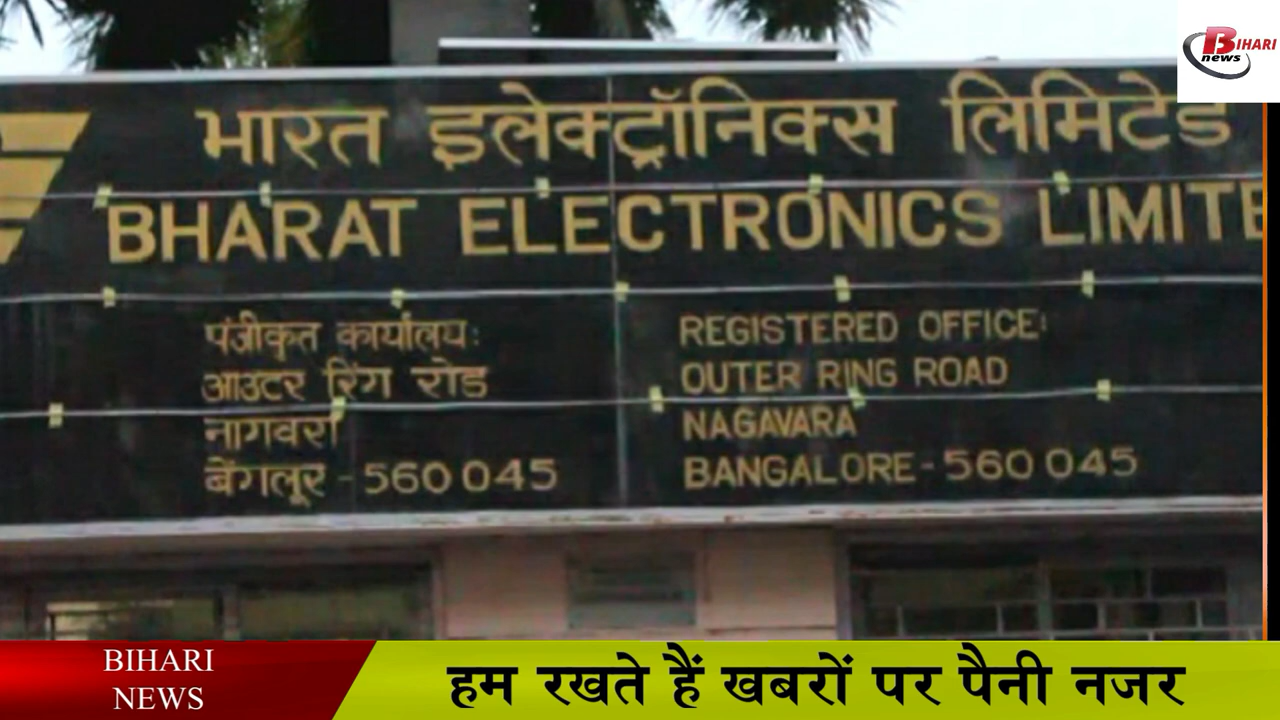 BIHARI
news
भारत इलेक्ट्रॉनिक्स लिमिटेड
BHARAT ELECTRONICS LIMITE
पंजीकृत कार्यालय:
आउटर रिंग रोड
नागवरा
बेंगलूर - 560 045
REGISTERED OFFICE:
OUTER RING ROAD
NAGAVARA
BANGALORE - 560 045
BIHARI
NEWS
हम रखते हैं खबरों पर पैनी नजर